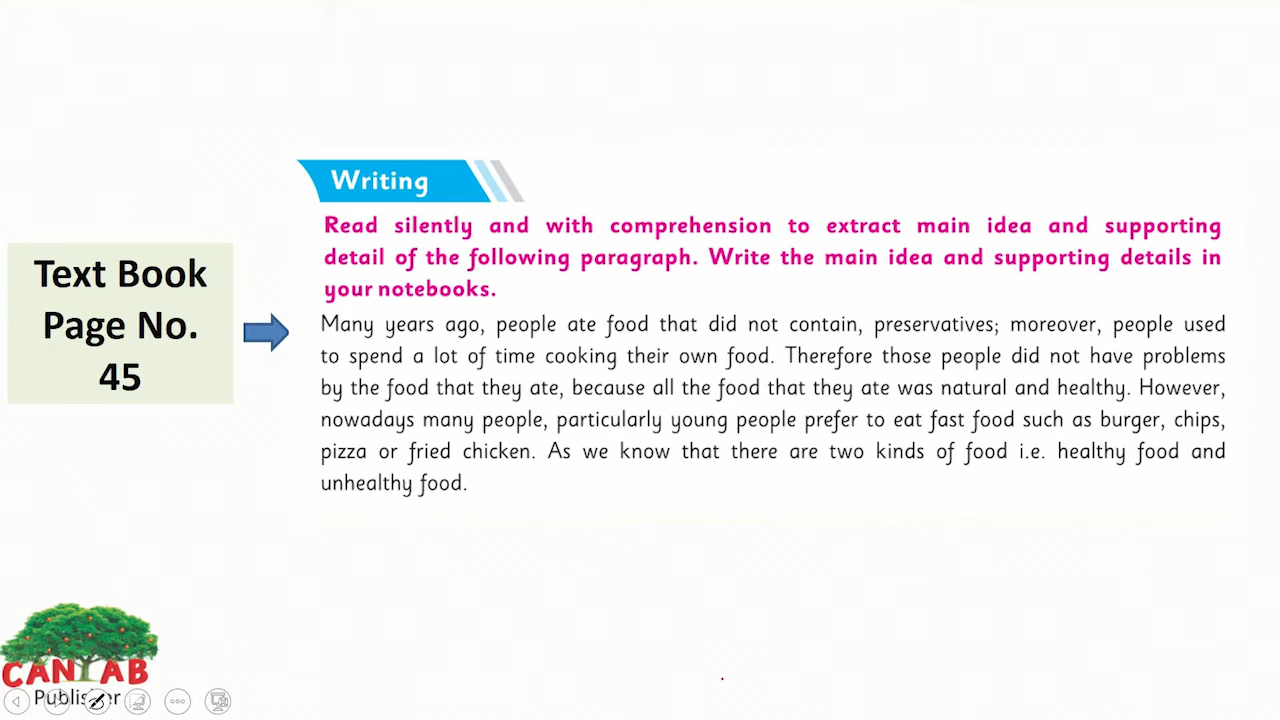 Writing
Read silently and with comprehension to extract main idea and supporting
detail of the following paragraph. Write the main idea and supporting details in
your notebooks.
Text Book
Page No.
45
Many years ago, people ate food that did not contain, preservatives; moreover, people used
to spend a lot of time cooking their own food. Therefore those people did not have problems
by the food that they ate, because all the food that they ate was natural and healthy. However,
nowadays many people, particularly young people prefer to eat fast food such as burger, chips,
pizza or fried chicken. As we know that there are two kinds of food i.e. healthy food and
unhealthy food.
CANTAB
Publisher